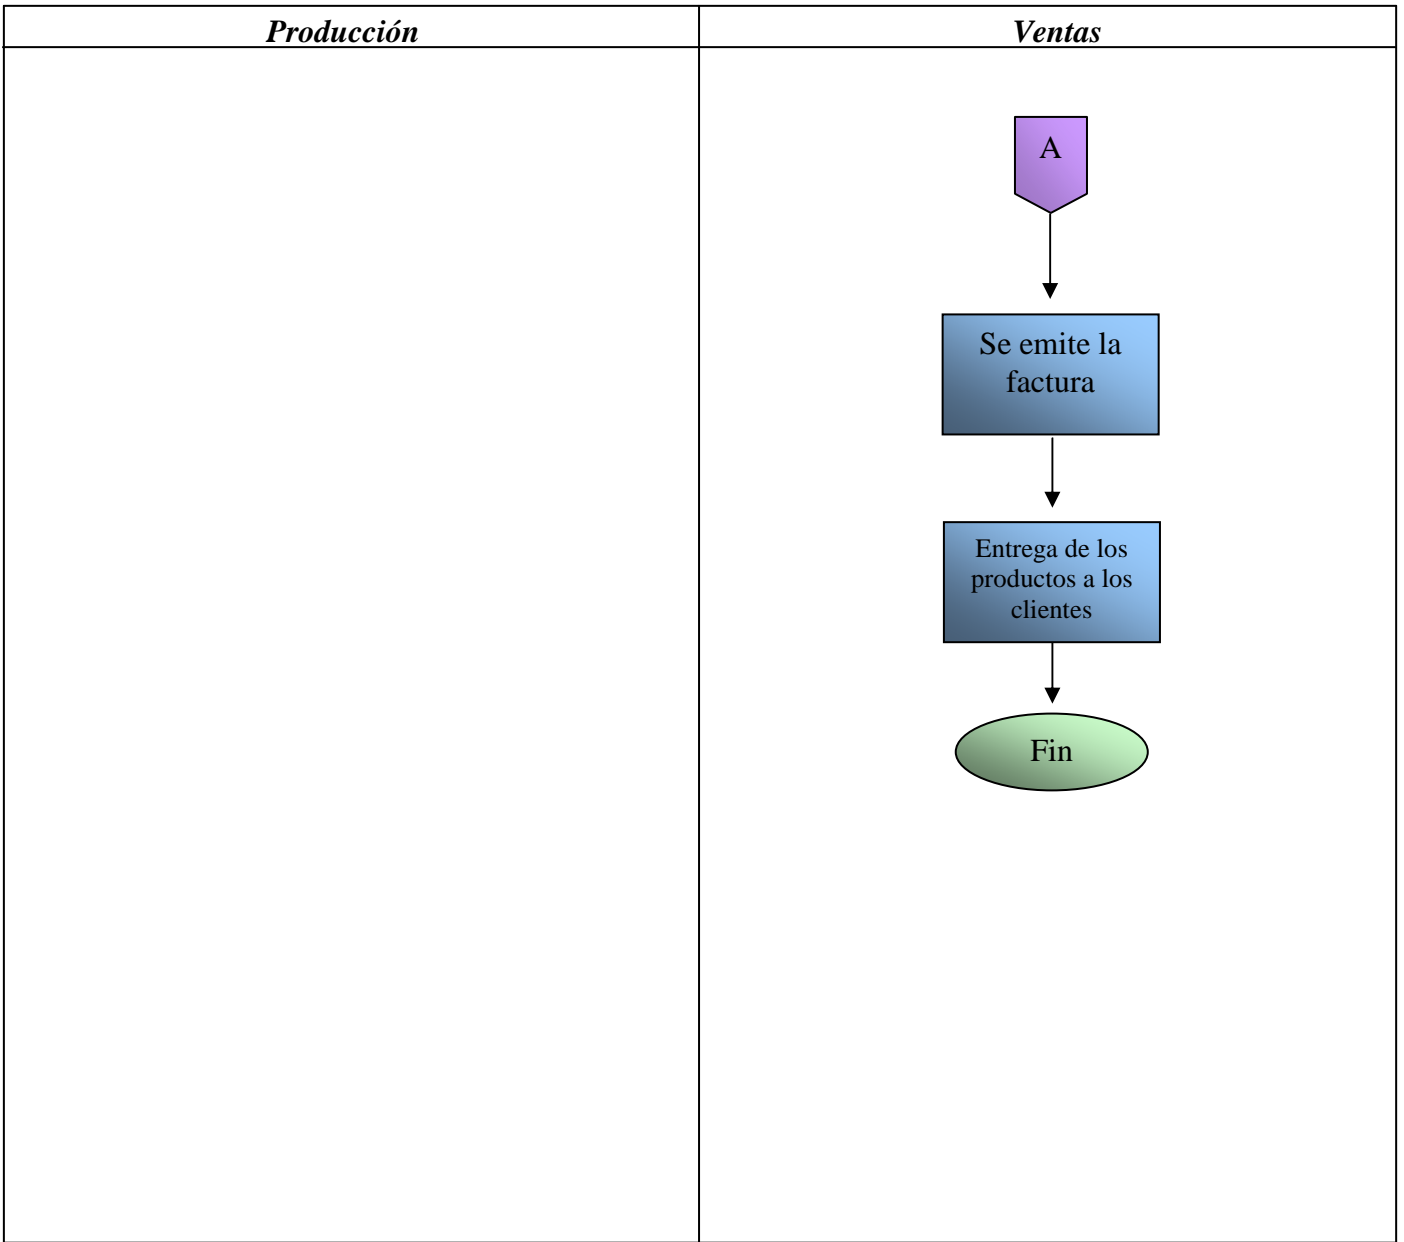 Producción
Ventas
A
Se emite la
factura
Entrega de los
productos a los
clientes
Fin